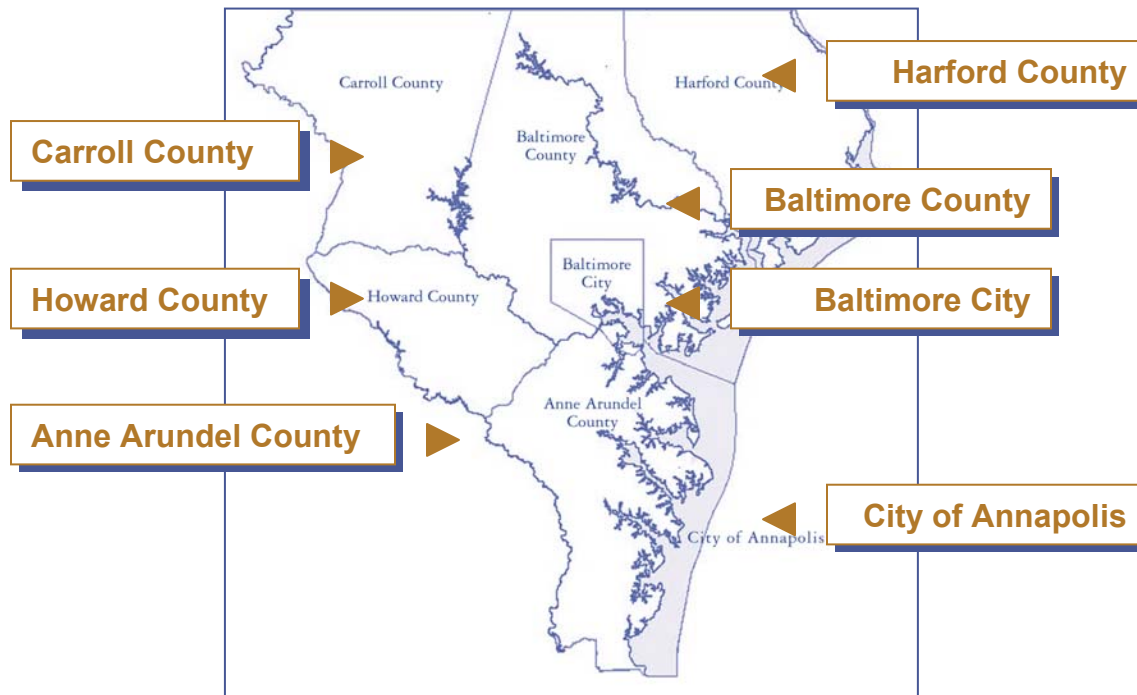 Harford County
Carroll County
Harford County
Carroll County
Baltimore
County
Baltimore County
Howard County
Howard County
Baltimore
City
Baltimore City
Anne Arundel County
Anne Arundel
County
City of Annapolis
City of Annapolis